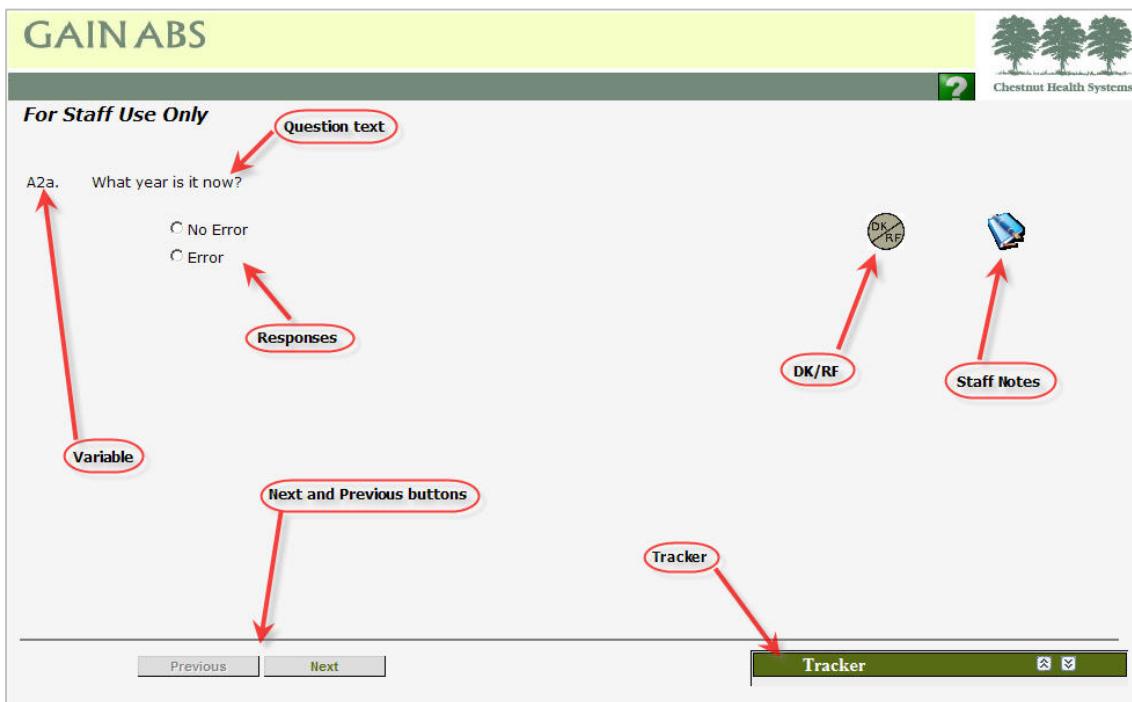 GAIN ABS
?
Chestnut Health Systems
For Staff Use Only
Question text
A2a. What year is it now?
No Error
Error
DK/RF
Responses
DK/RF
Staff Notes
Variable
Next and Previous buttons
Tracker
Previous Next
Tracker